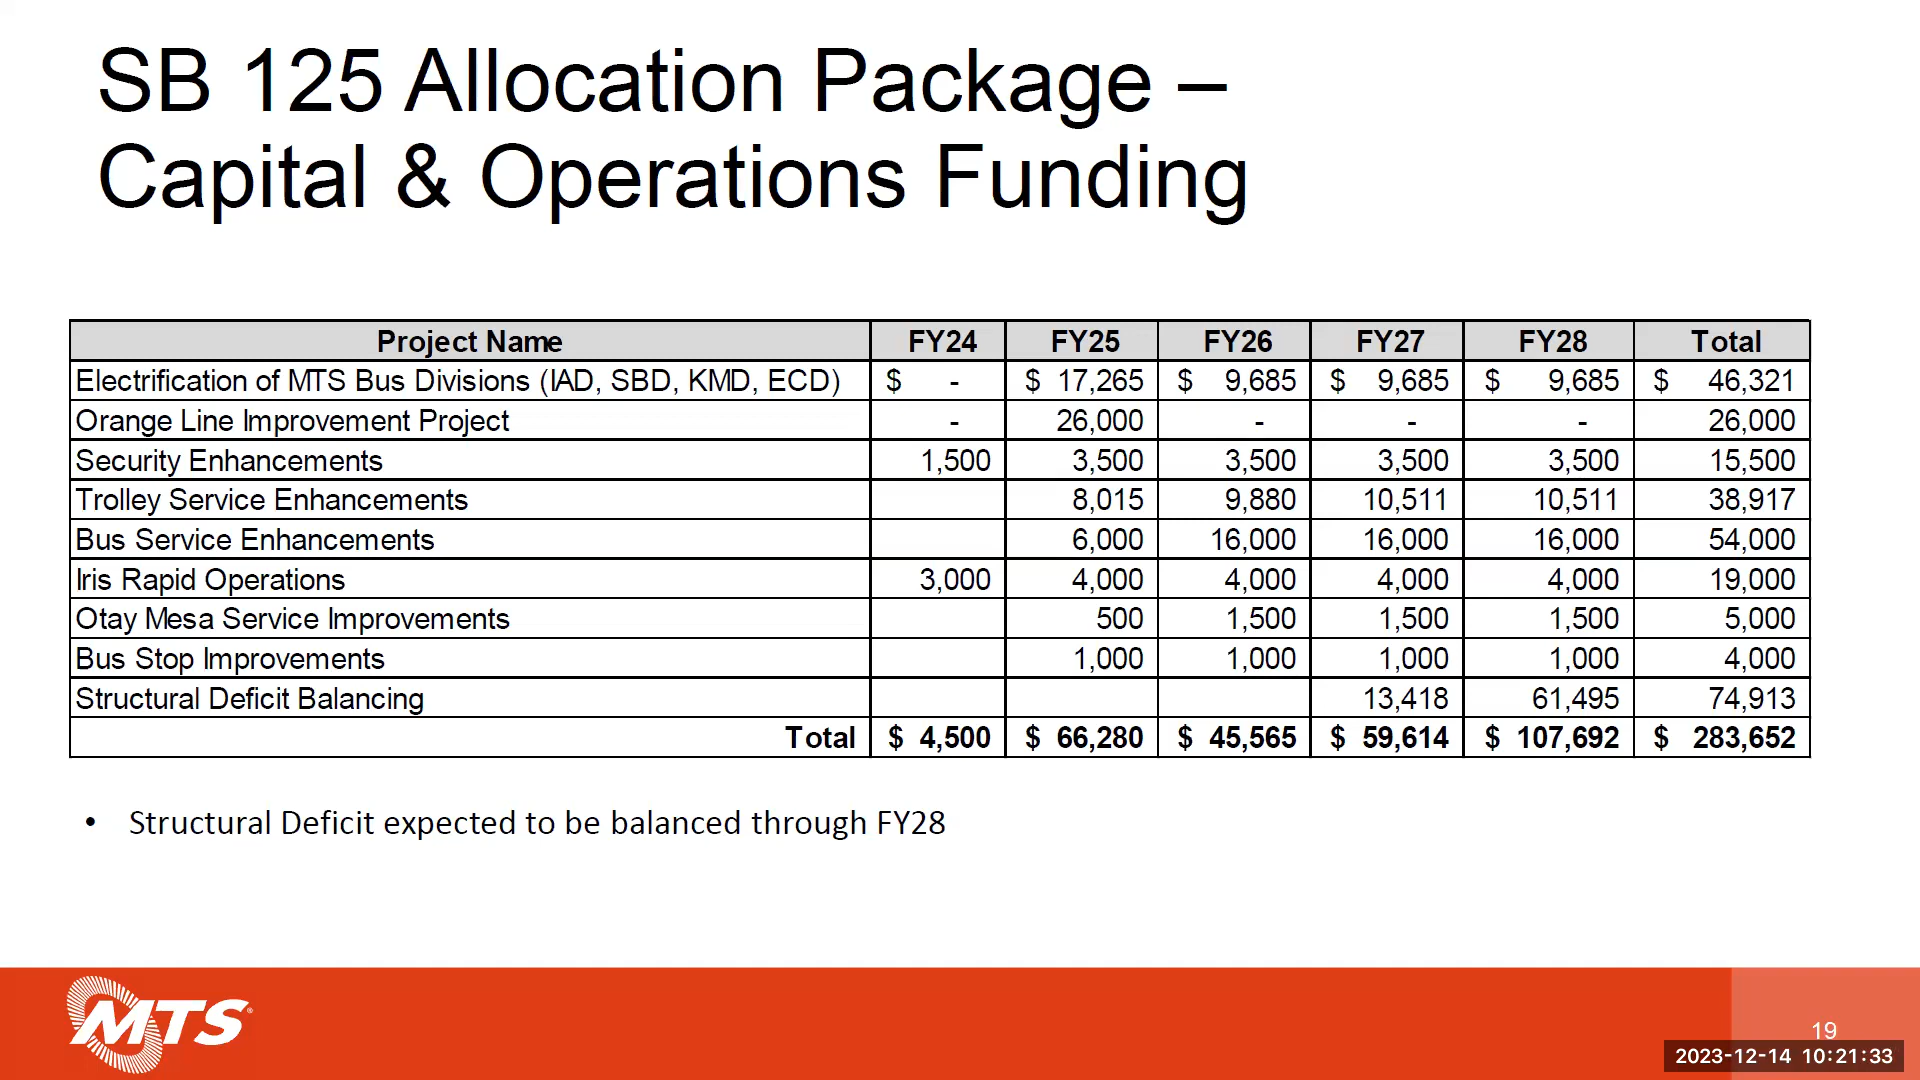 SB 125 Allocation Package –
Capital & Operations Funding
Project Name FY24 FY25 FY26 FY27 FY28 Total
Electrification of MTS Bus Divisions (IAD, SBD, KMD, ECD) $ - $ 17,265 $ 9,685 $ 9,685 $ 9,685 $ 46,321
Orange Line Improvement Project - 26,000 - - - 26,000
Security Enhancements 1,500 3,500 3,500 3,500 3,500 15,500
Trolley Service Enhancements 8,015 9,880 10,511 10,511 38,917
Bus Service Enhancements 6,000 16,000 16,000 16,000 54,000
Iris Rapid Operations 3,000 4,000 4,000 4,000 4,000 19,000
Otay Mesa Service Improvements 500 1,500 1,500 1,500 5,000
Bus Stop Improvements 1,000 1,000 1,000 1,000 4,000
Structural Deficit Balancing 13,418 61,495 74,913
Total $ 4,500 $ 66,280 $ 45,565 $ 59,614 $ 107,692 $ 283,652
• Structural Deficit expected to be balanced through FY28
MTS®
19
2023-12-14 10:21:33